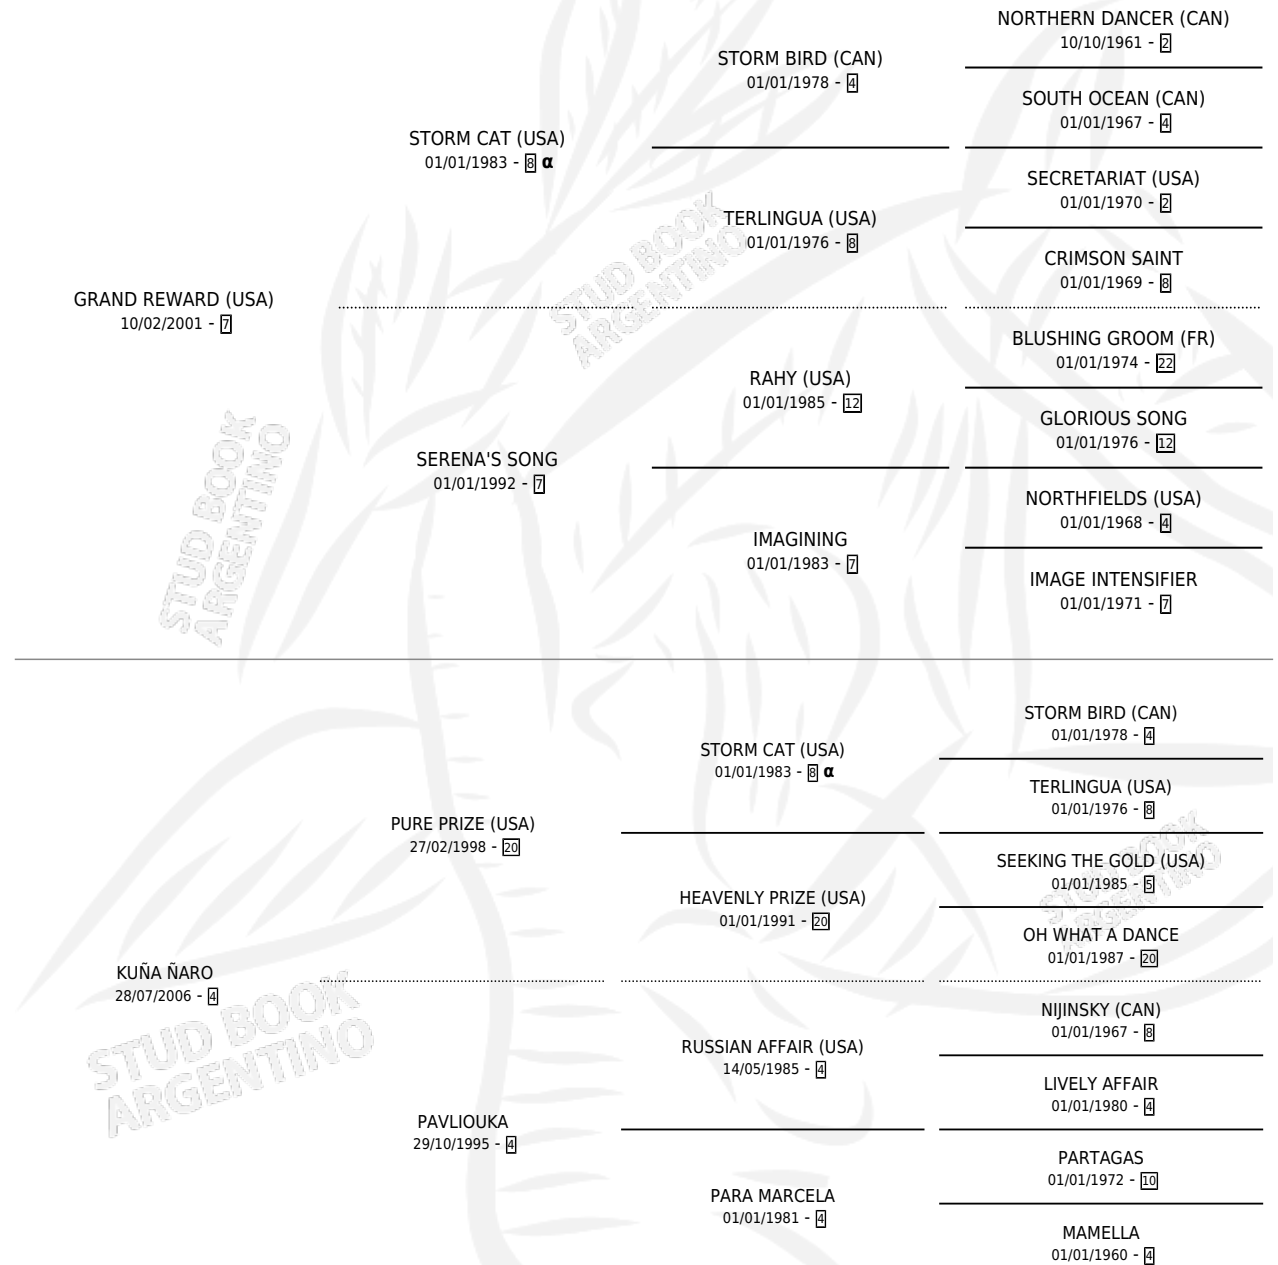 NORTHERN DANCER (CAN)
10/10/1961 - 2
STORM BIRD (CAN)
01/01/1978 - 4
SOUTH OCEAN (CAN)
01/01/1967 - 4
STORM CAT (USA)
01/01/1983 - 8 α
SECRETARIAT (USA)
01/01/1970 - 2
TERLINGUA (USA)
01/01/1976 - 8
CRIMSON SAINT
01/01/1969 - 8
GRAND REWARD (USA)
10/02/2001 - 7
STUD BOOK
ARGENTINO
BLUSHING GROOM (FR)
01/01/1974 - 22
RAHY (USA)
01/01/1985 - 12
GLORIOUS SONG
01/01/1976 - 12
SERENA'S SONG
01/01/1992 - 7
NORTHFIELDS (USA)
01/01/1968 - 4
IMAGINING
01/01/1983 - 7
IMAGE INTENSIFIER
01/01/1971 - 7
STUD BOOK
ARGENTINO
STORM BIRD (CAN)
01/01/1978 - 4
STORM CAT (USA)
01/01/1983 - 8 α
TERLINGUA (USA)
01/01/1976 - 8
PURE PRIZE (USA)
27/02/1998 - 20
SEEKING THE GOLD (USA)
01/01/1985 - 5
HEAVENLY PRIZE (USA)
01/01/1991 - 20
OH WHAT A DANCE
01/01/1987 - 20
STUD BOOK
ARGENTINO
KUÑA ÑARO
28/07/2006 - 4
NIJINSKY (CAN)
01/01/1967 - 8
RUSSIAN AFFAIR (USA)
14/05/1985 - 4
LIVELY AFFAIR
01/01/1980 - 4
PAVLIOUKA
29/10/1995 - 4
PARTAGAS
01/01/1972 - 10
PARA MARCELA
01/01/1981 - 4
MAMELLA
01/01/1960 - 4
STUD BOOK
ARGENTINO